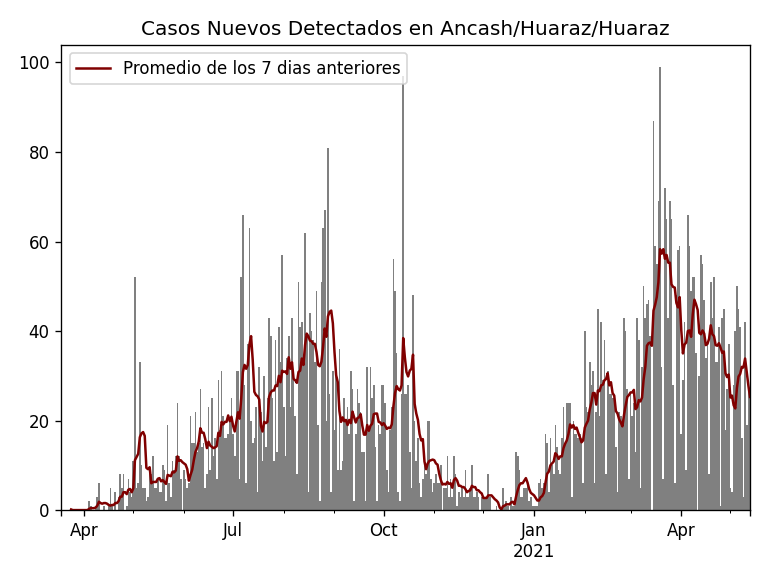 Casos Nuevos Detectados en Ancash/Huaraz/Huaraz
Promedio de los 7 dias anteriores
100
80
60
40
20
0
Apr Jul Oct Jan Apr
2021